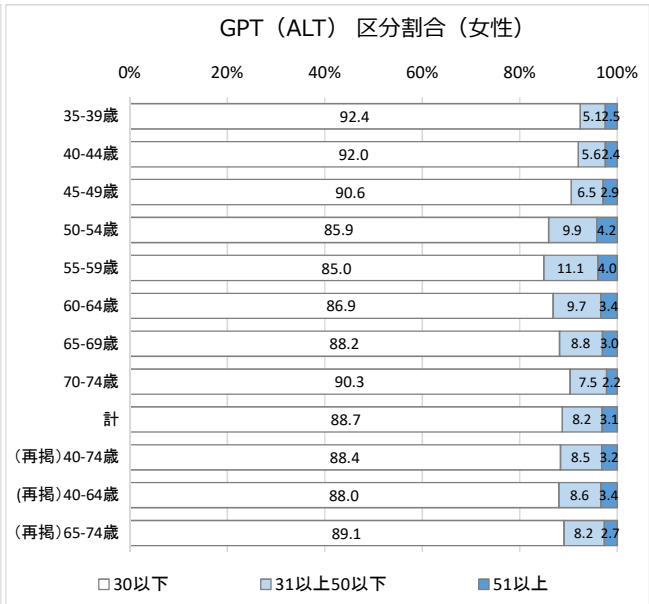 GPT（ALT） 区分割合（女性）
0% 20% 40% 60% 80% 100%
35-39歳 92.4 5.1 2.5
40-44歳 92.0 5.6 2.4
45-49歳 90.6 6.5 2.9
50-54歳 85.9 9.9 4.2
55-59歳 85.0 11.1 4.0
60-64歳 86.9 9.7 3.4
65-69歳 88.2 8.8 3.0
70-74歳 90.3 7.5 2.2
計 88.7 8.2 3.1
（再掲）40-74歳 88.4 8.5 3.2
(再掲）40-64歳 88.0 8.6 3.4
（再掲）65-74歳 89.1 8.2 2.7
30以下 31以上50以下 51以上